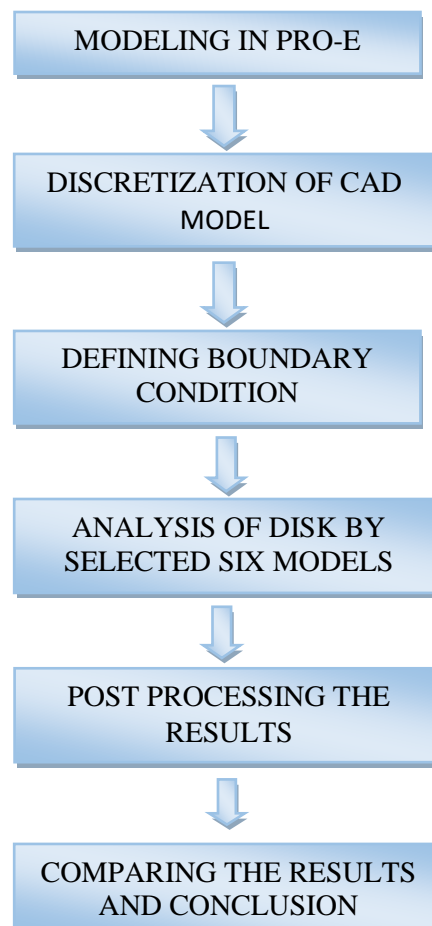 MODELING IN PRO-E
DISCRETIZATION OF CAD
MODEL
DEFINING BOUNDARY
CONDITION
ANALYSIS OF DISK BY
SELECTED SIX MODELS
POST PROCESSING THE
RESULTS
COMPARING THE RESULTS
AND CONCLUSION